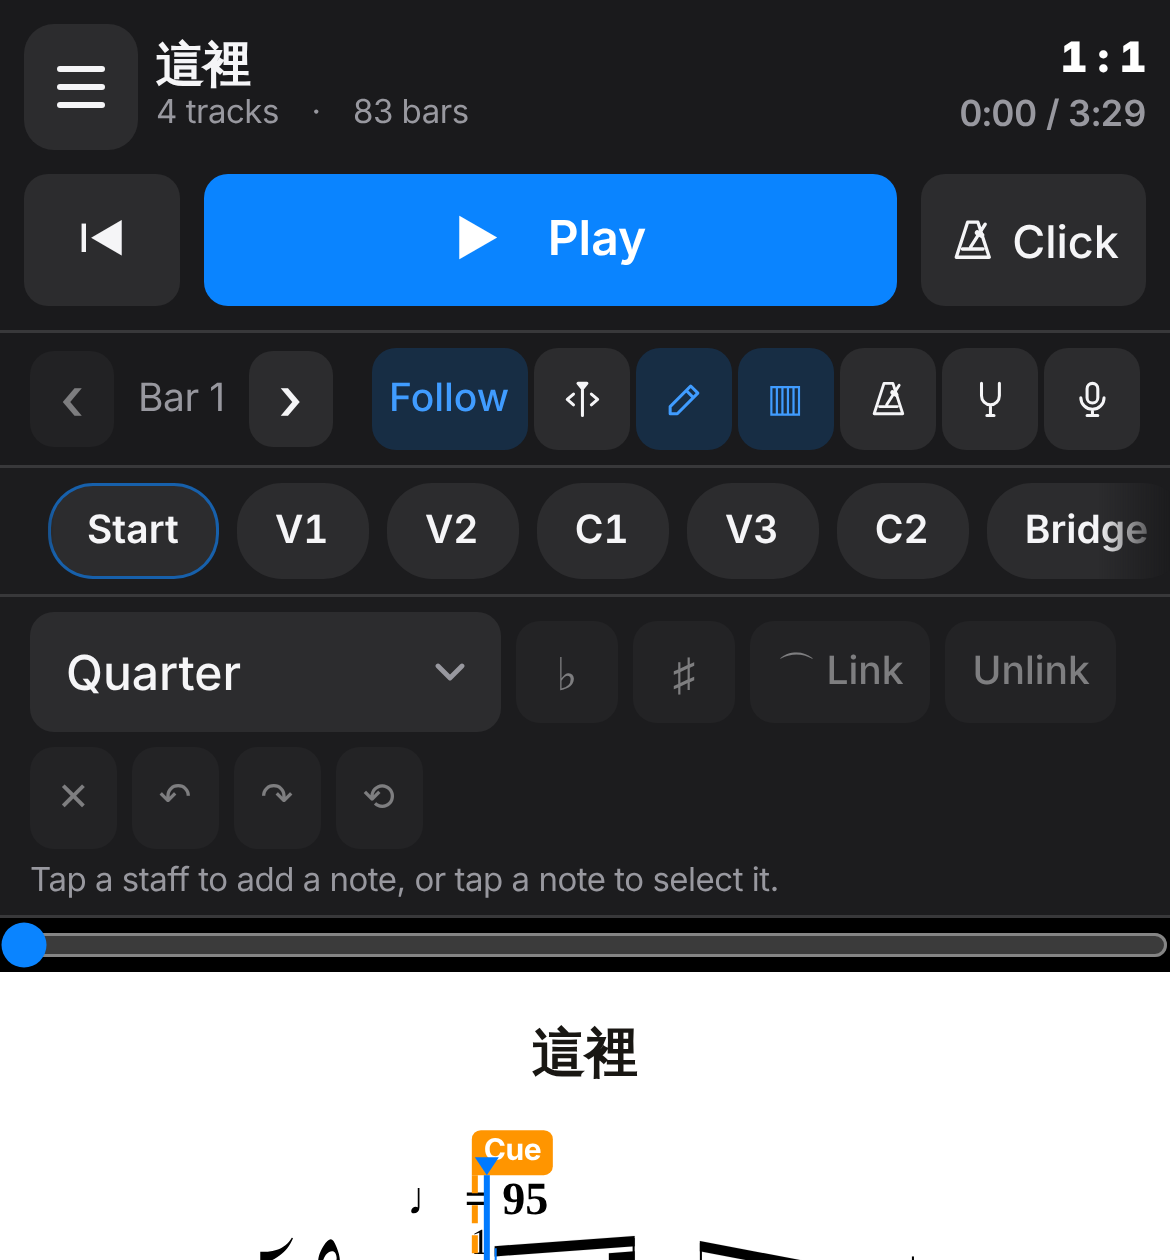 這裡
4 tracks · 83 bars
1 : 1
0:00 / 3:29
Play
Click
Bar 1
Follow
Start V1 V2 C1 V3 C2 Bridge
Quarter
♭ ♯ Link Unlink
Tap a staff to add a note, or tap a note to select it.
這裡
Cue
♩ = 95
1